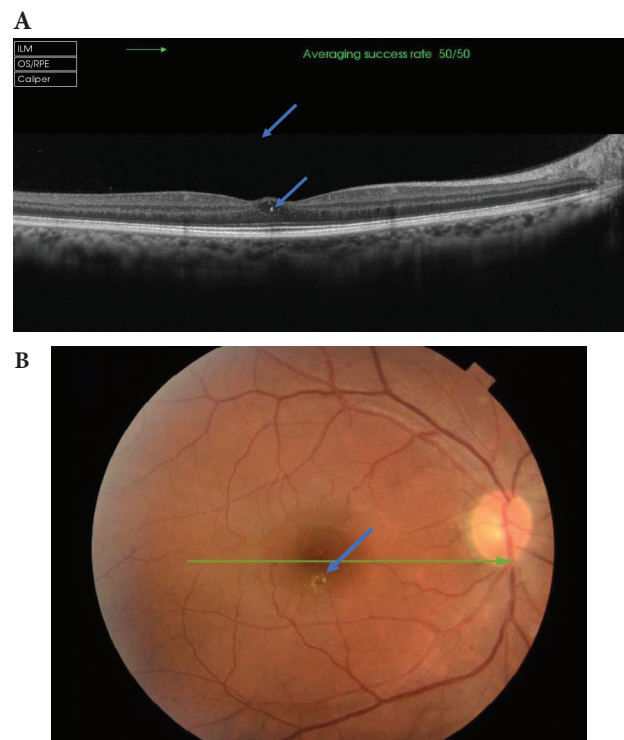 A
ILM
OS/RPE
Caliper
Averaging success rate 50/50
B